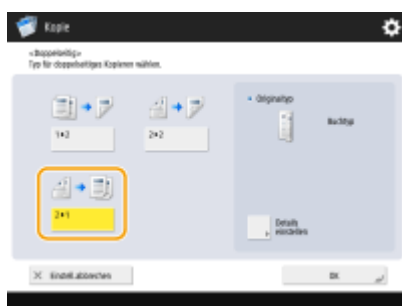 Kopie
<Doppelseitig>
Typ für doppelseitiges Kopieren wählen.
1▸2
2▸2
2▸1
▸ Originaltyp
Buchtyp
Details
einstellen
× Einstell.abbrechen
OK